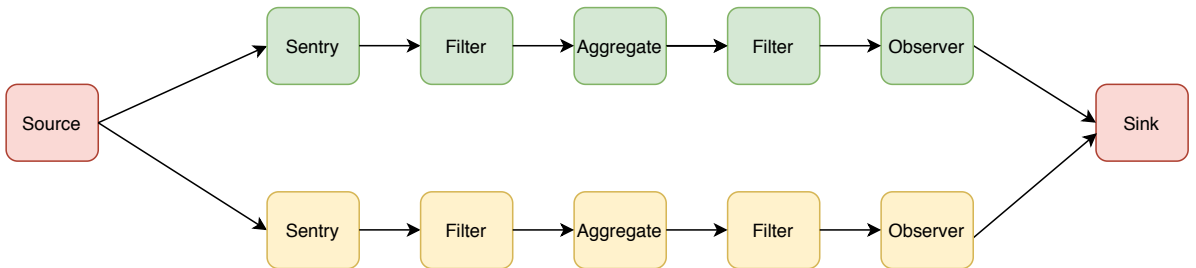 Sentry
Filter
Aggregate
Filter
Observer
Source
Sink
Sentry
Filter
Aggregate
Filter
Observer